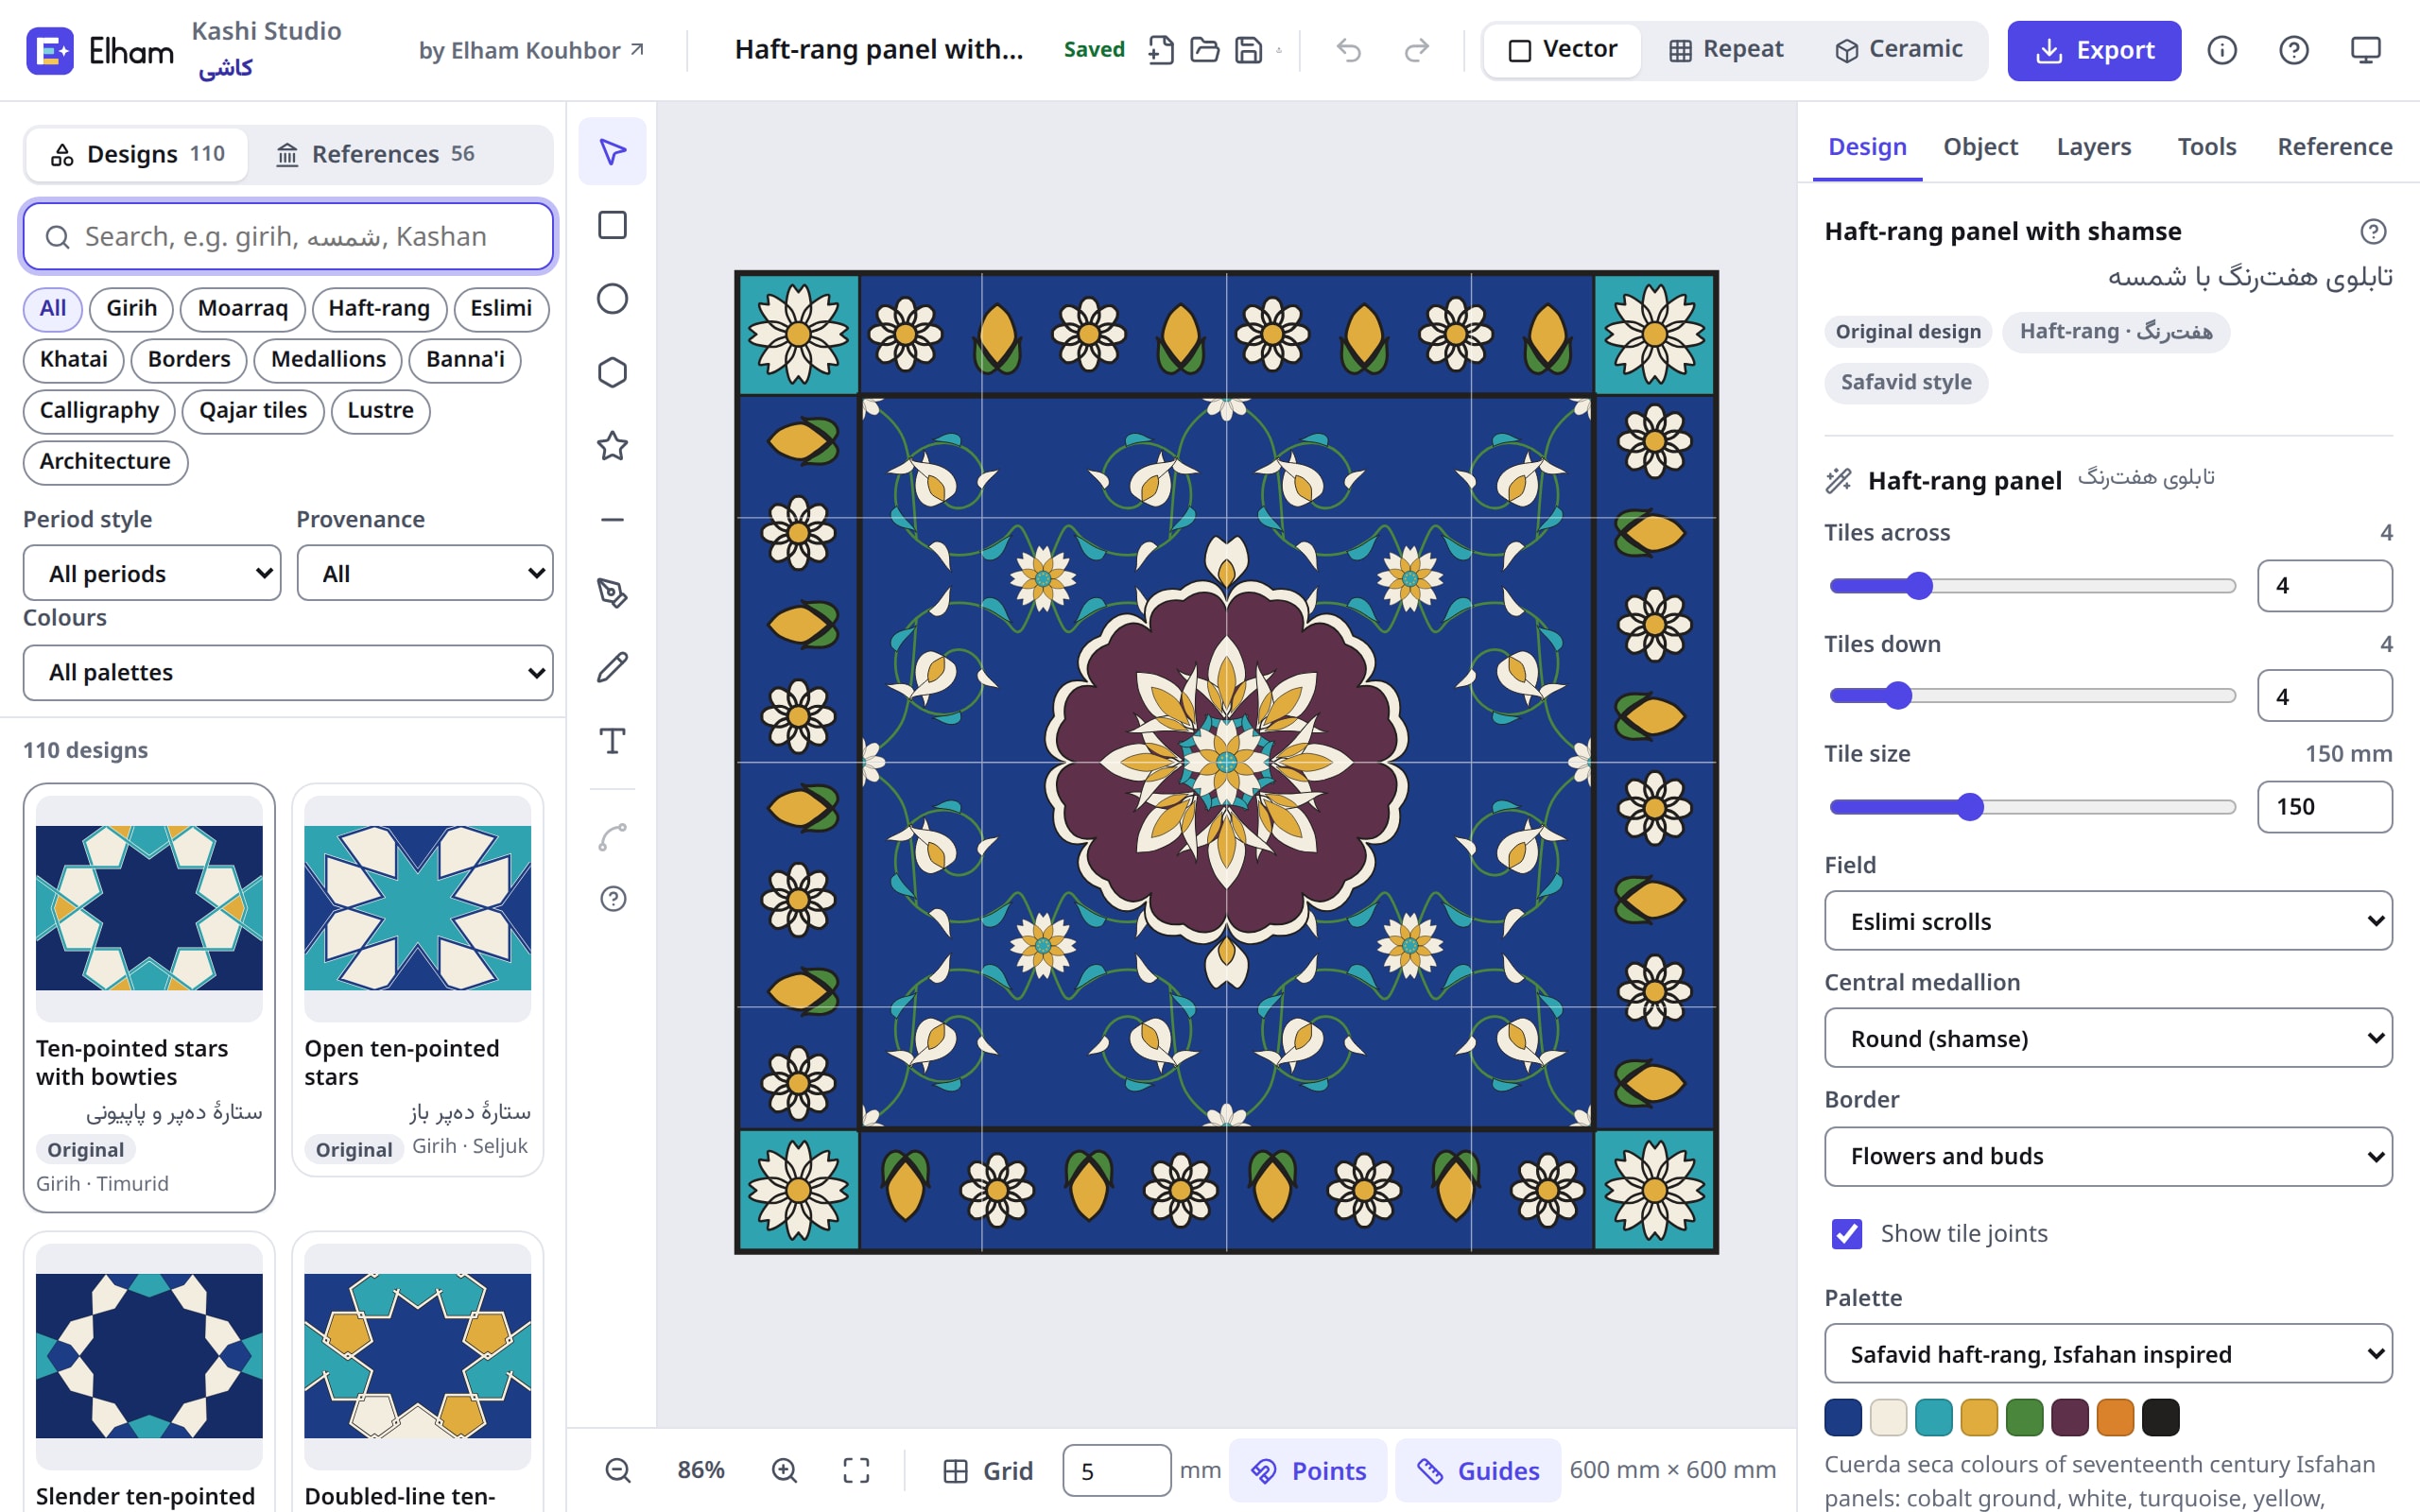 Elham
Kashi Studio
کاشی
by Elham Kouhbor
Haft-rang panel with...
Saved
Vector
Repeat
Ceramic
Export
Designs 110
References 56
Search, e.g. girih, شمسه, Kashan
All
Girih
Moarraq
Haft-rang
Eslimi
Khatai
Borders
Medallions
Banna'i
Calligraphy
Qajar tiles
Lustre
Architecture
Period style
Provenance
All periods
All
Colours
All palettes
110 designs
Ten-pointed stars
with bowties
ستارهٔ ده‌پر و پاپیونی
Original
Girih · Timurid
Open ten-pointed
stars
ستارهٔ ده‌پر باز
Original Girih · Seljuk
Slender ten-pointed
Doubled-line ten-
86%
Grid
5
mm
Points
Guides
600 mm × 600 mm
Design
Object
Layers
Tools
Reference
Haft-rang panel with shamse
تابلوی هفت‌رنگ با شمسه
Original design
Haft-rang · هفت‌رنگ
Safavid style
Haft-rang panel تابلوی هفت‌رنگ
Tiles across 4
4
Tiles down 4
4
Tile size 150 mm
150
Field
Eslimi scrolls
Central medallion
Round (shamse)
Border
Flowers and buds
Show tile joints
Palette
Safavid haft-rang, Isfahan inspired
Cuerda seca colours of seventeenth century Isfahan
panels: cobalt ground, white, turquoise, yellow,